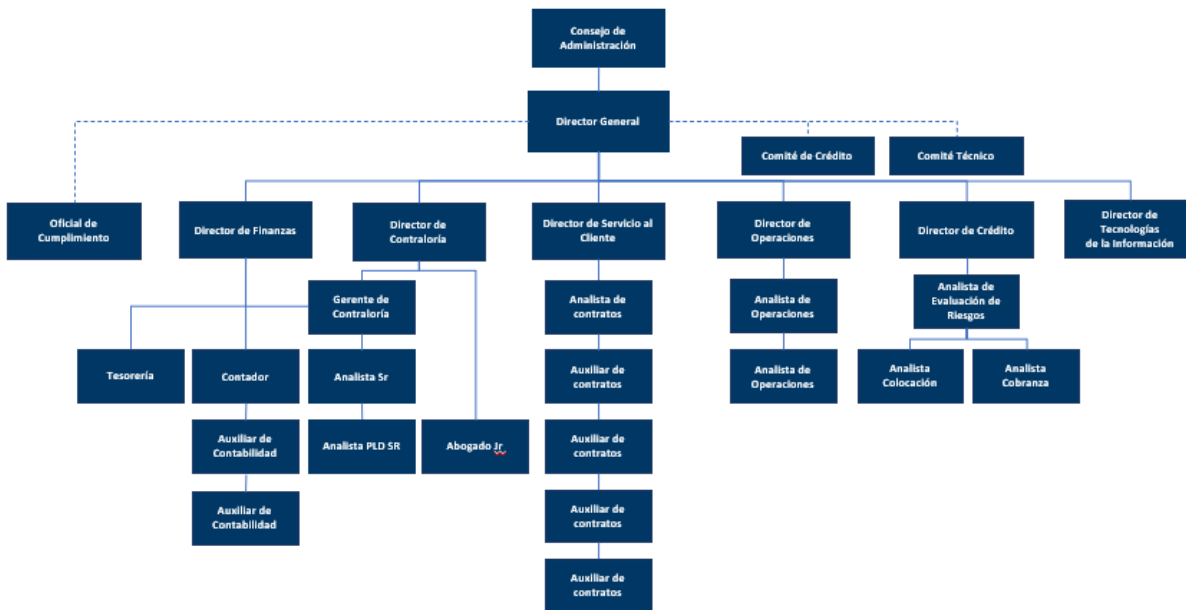 Consejo de
Administración
Director General
Comité de Crédito
Comité Técnico
Oficial de
Cumplimiento
Director de Finanzas
Director de
Contraloría
Director de Servicio al
Cliente
Director de
Operaciones
Director de Crédito
Director de
Tecnologías
de la Información
Gerente de
Contraloría
Analista de
contratos
Analista de
Operaciones
Analista de
Evaluación de
Riesgos
Tesorería
Contador
Analista Sr
Auxiliar de
contratos
Analista de
Operaciones
Analista
Colocación
Analista
Cobranza
Auxiliar de
Contabilidad
Analista PLD SR
Abogado Jr
Auxiliar de
contratos
Auxiliar de
Contabilidad
Auxiliar de
contratos
Auxiliar de
contratos